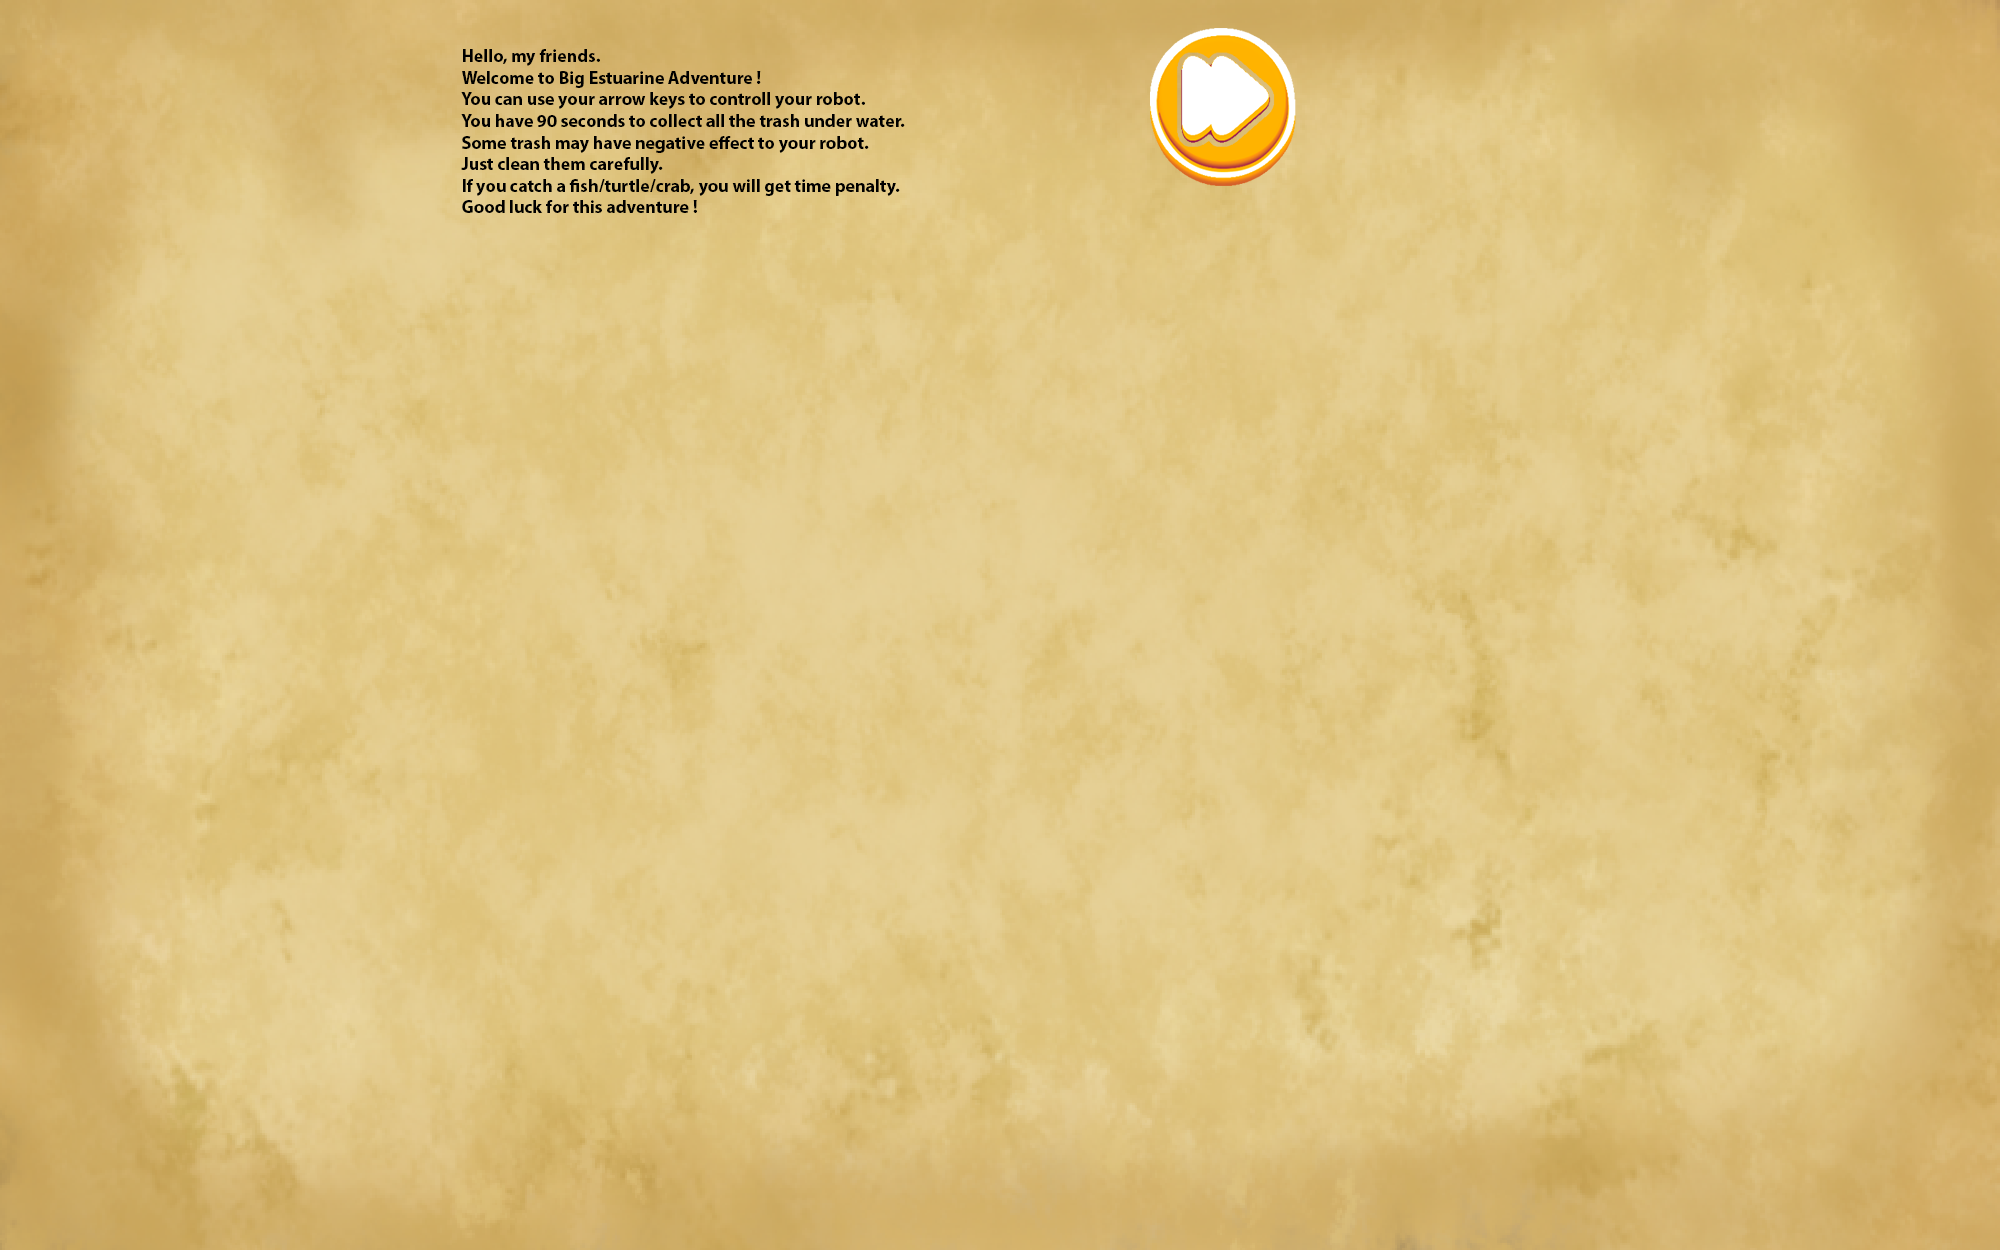 Hello, my friends.
Welcome to Big Estuarine Adventure !
You can use your arrow keys to controll your robot.
You have 90 seconds to collect all the trash under water.
Some trash may have negative effect to your robot.
Just clean them carefully.
If you catch a fish/turtle/crab, you will get time penalty.
Good luck for this adventure !